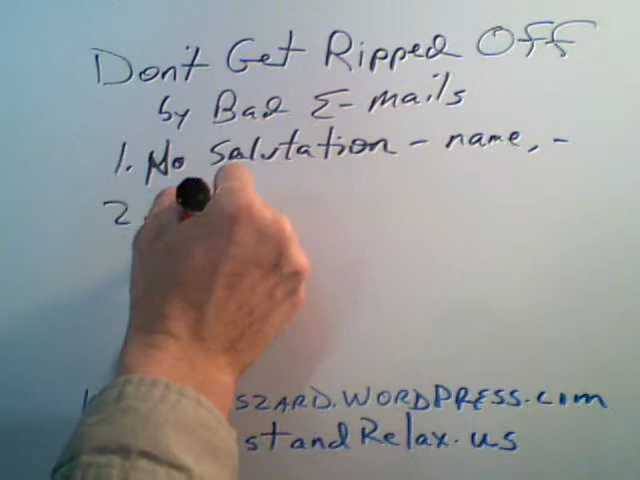 Don't Get Ripped Off
by Bad E-mails
1. No Salutation - name, -
2.
SZARD.WORDPRESS.com
standRelax.us